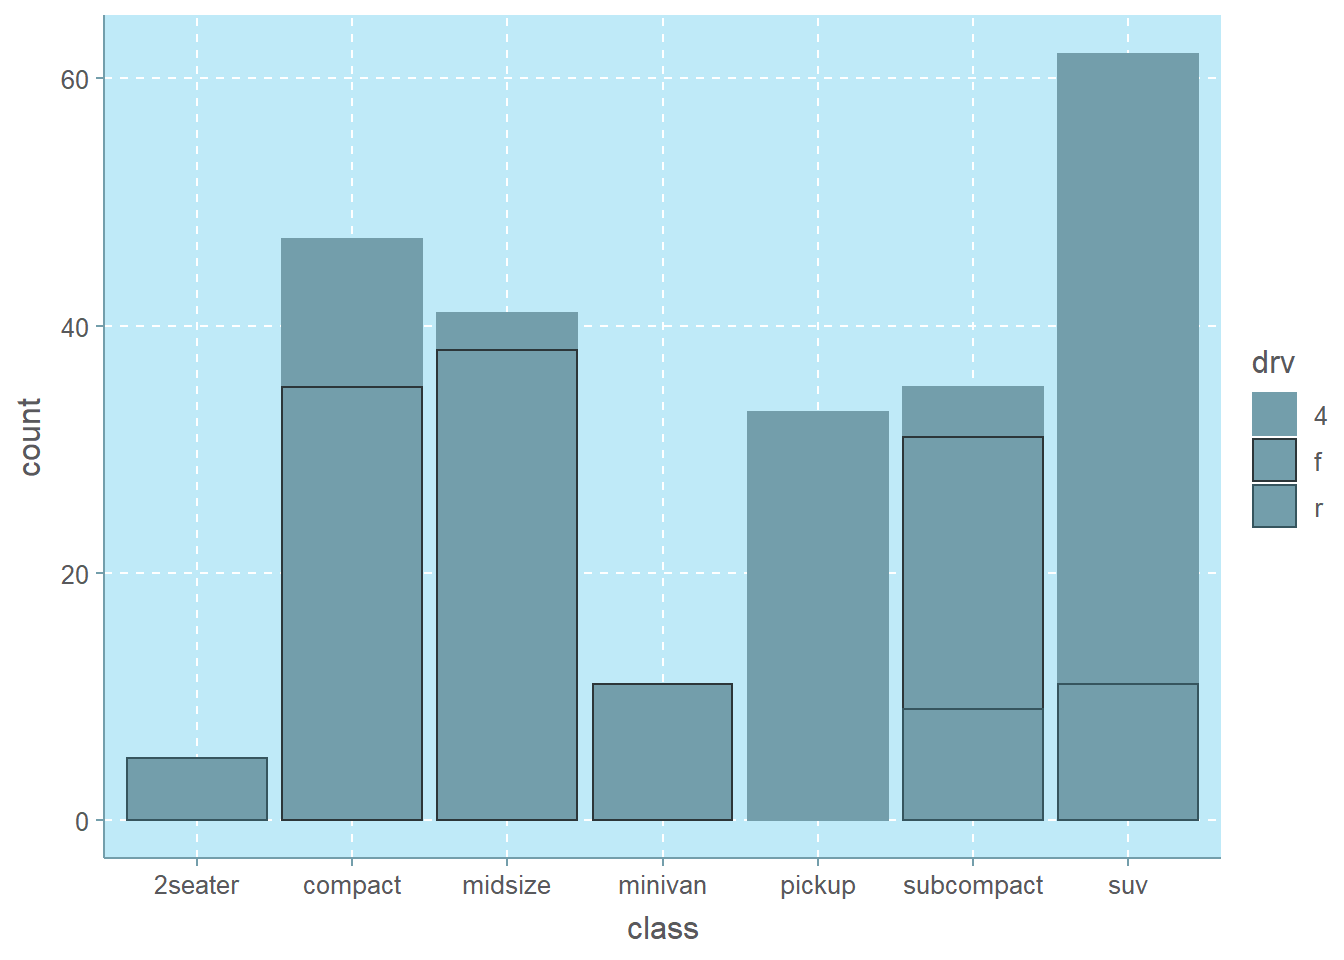 60
40
20
0
count
2seater compact midsize minivan pickup subcompact suv
class
drv
4
f
r